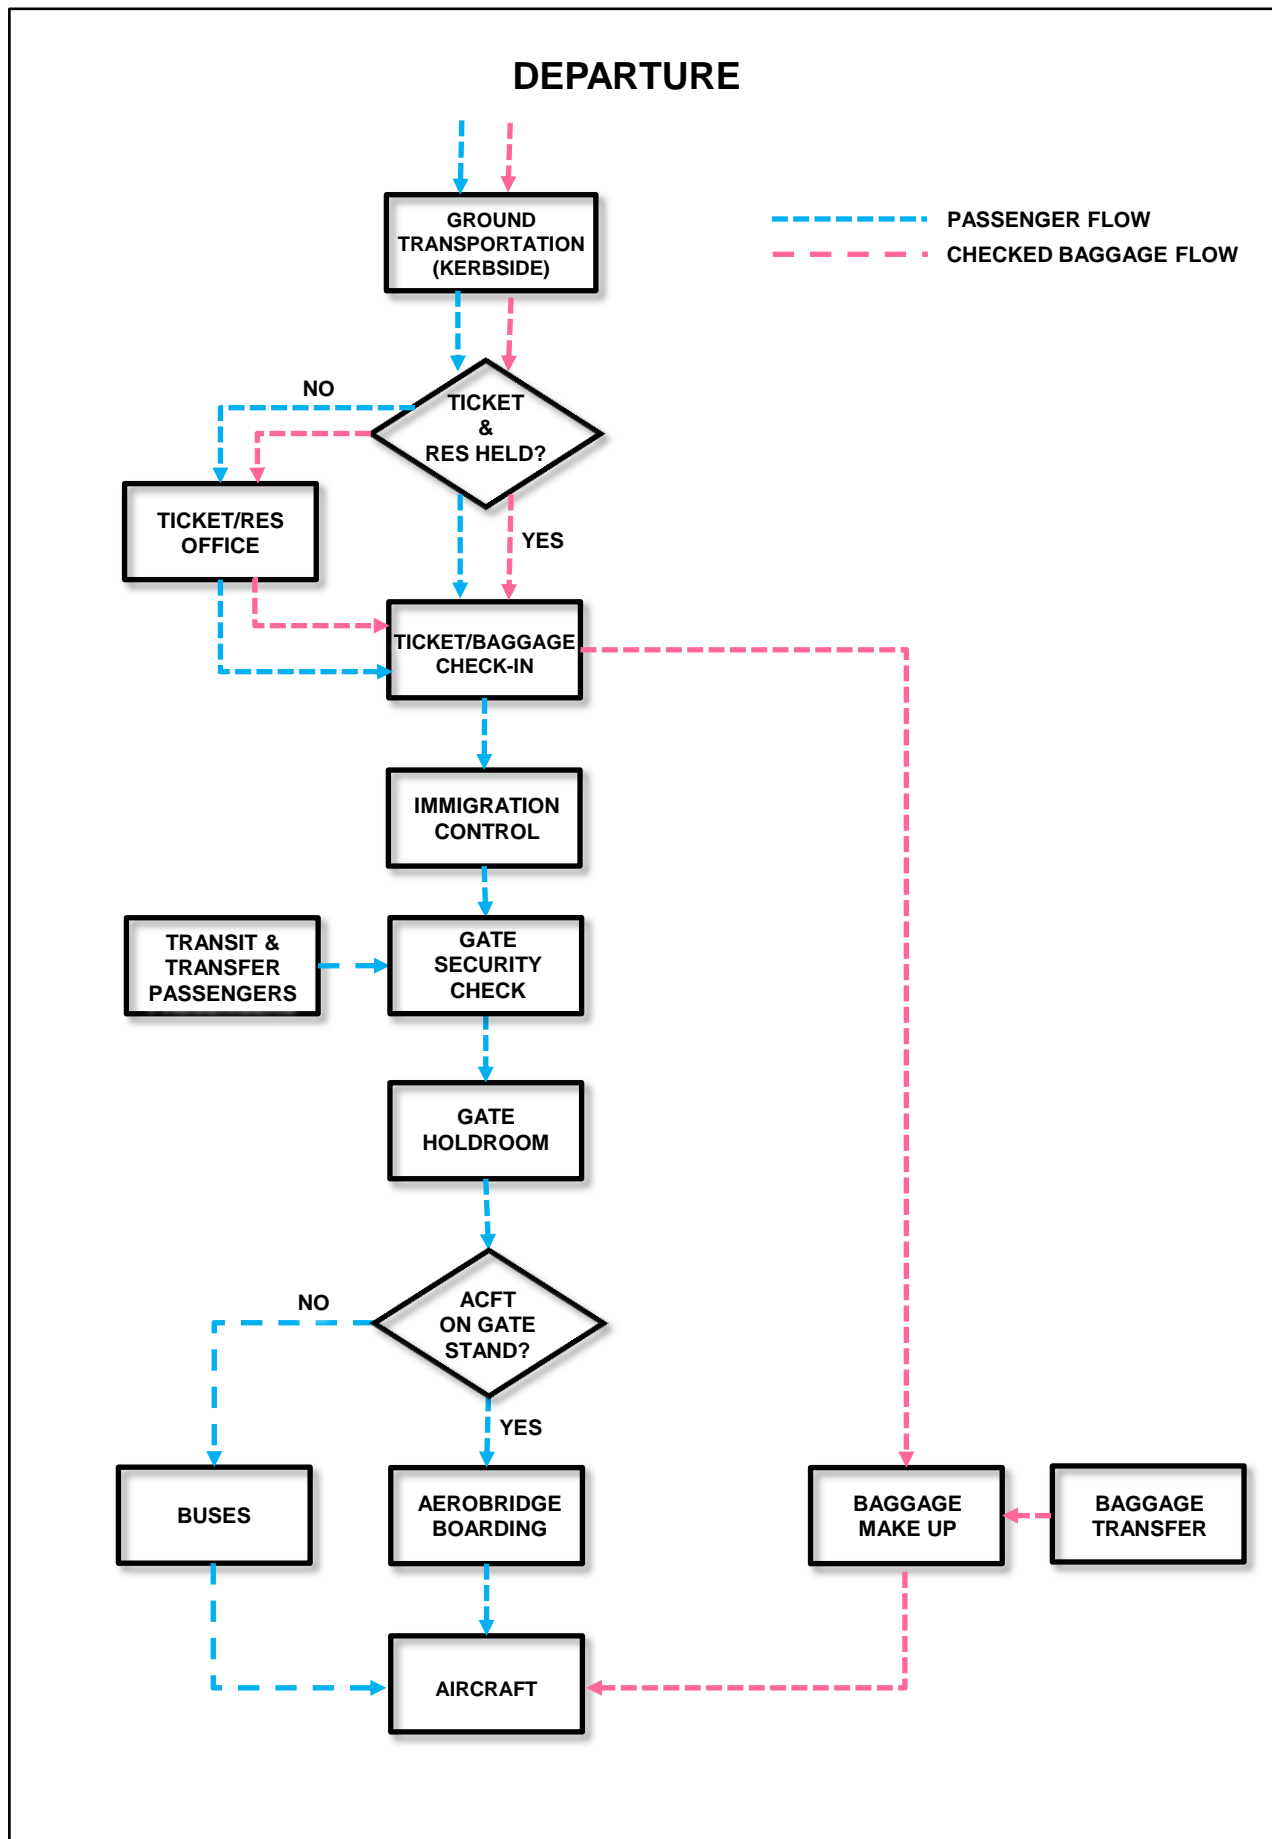 DEPARTURE
GROUND
TRANSPORTATION
(KERBSIDE)
PASSENGER FLOW
CHECKED BAGGAGE FLOW
NO
TICKET
&
RES HELD?
TICKET/RES
OFFICE
YES
TICKET/BAGGAGE
CHECK-IN
IMMIGRATION
CONTROL
TRANSIT &
TRANSFER
PASSENGERS
GATE
SECURITY
CHECK
GATE
HOLDROOM
NO
ACFT
ON GATE
STAND?
YES
BUSES
AEROBRIDGE
BOARDING
BAGGAGE
MAKE UP
BAGGAGE
TRANSFER
AIRCRAFT